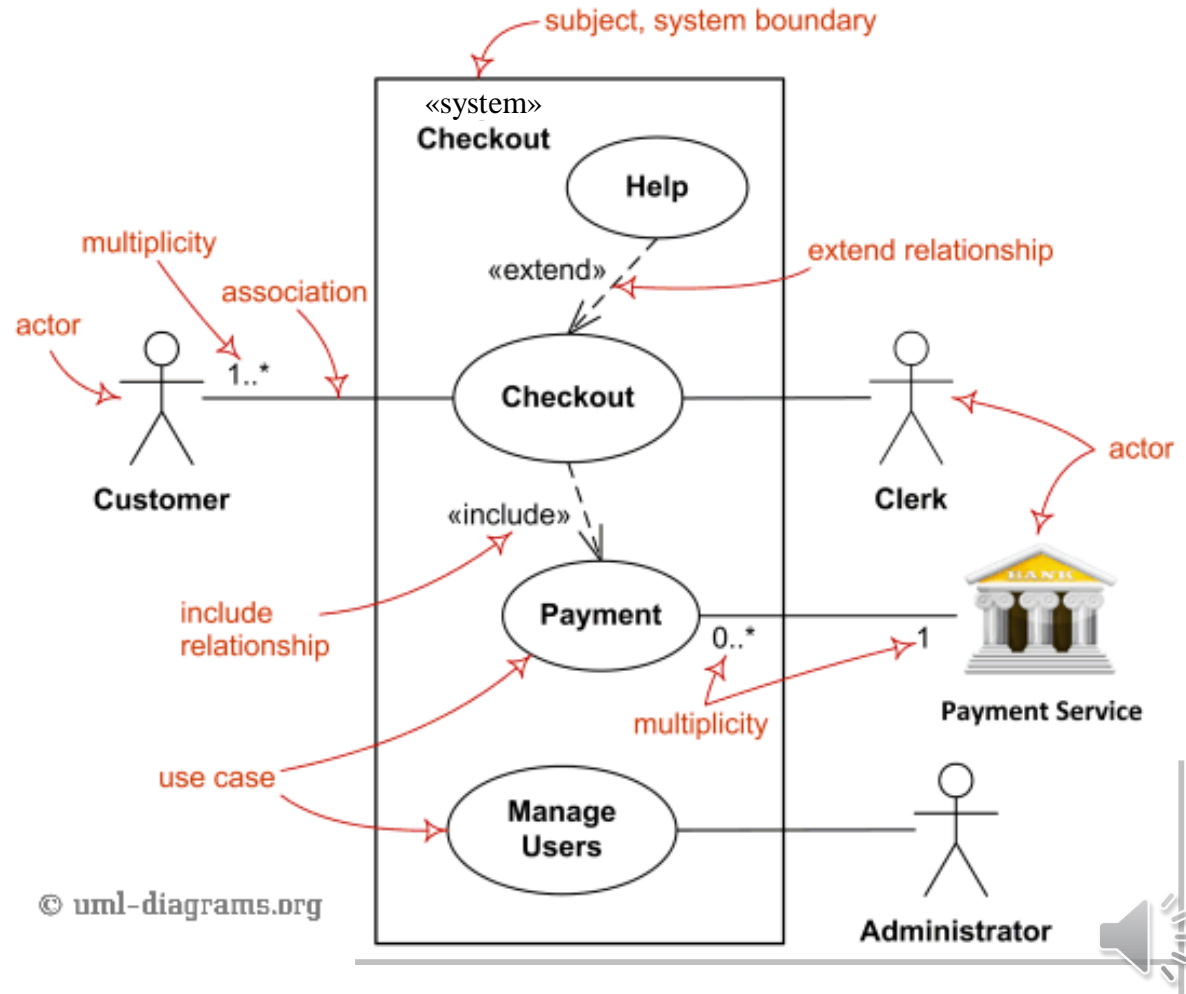 subject, system boundary
«system»
Checkout
Help
multiplicity
«extend»
extend relationship
association
actor
1..*
Checkout
actor
Customer
Clerk
«include»
BANK
include
relationship
Payment
0..*
1
multiplicity
Payment Service
use case
Manage
Users
© uml-diagrams.org
Administrator